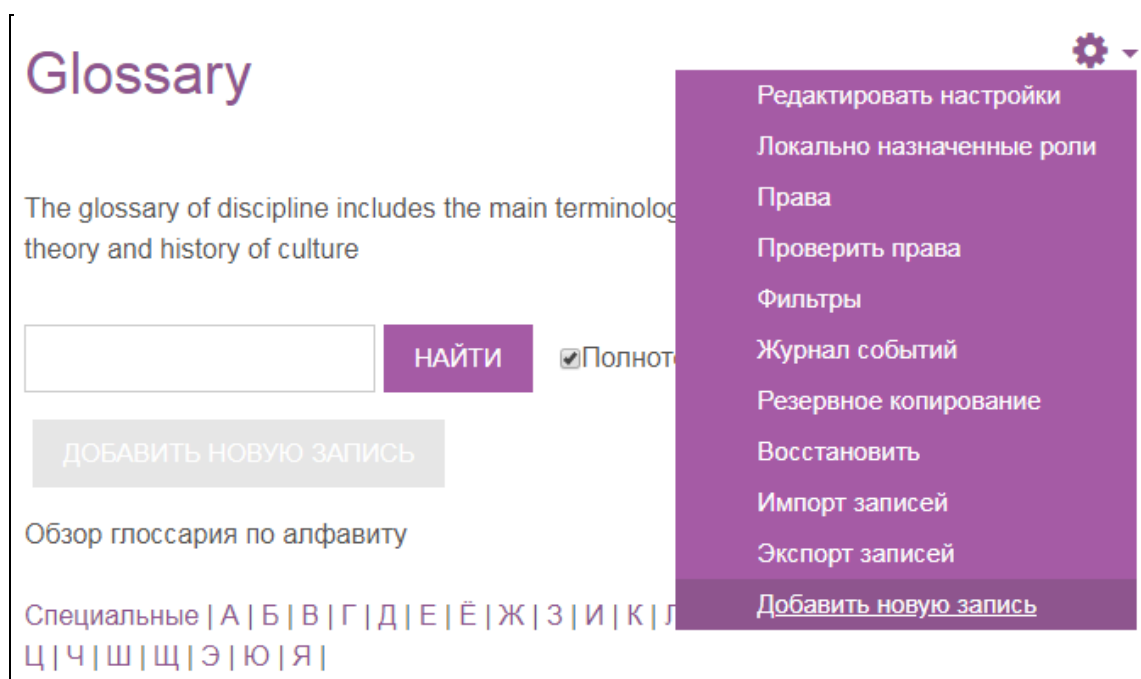 Glossary
The glossary of discipline includes the main
theory and history of culture
НАЙТИ
ДОБАВИТЬ НОВУЮ ЗАПИСЬ
Обзор глоссария по алфавиту
Специальные | А | Б | В | Г | Д | Е | Ё | Ж | З | И | К |
Ц | Ч | Ш | Щ | Э | Ю | Я |
Редактировать настройки
Локально назначенные роли
Права
Проверить права
Фильтры
Журнал событий
Резервное копирование
Восстановить
Импорт записей
Экспорт записей
Добавить новую запись